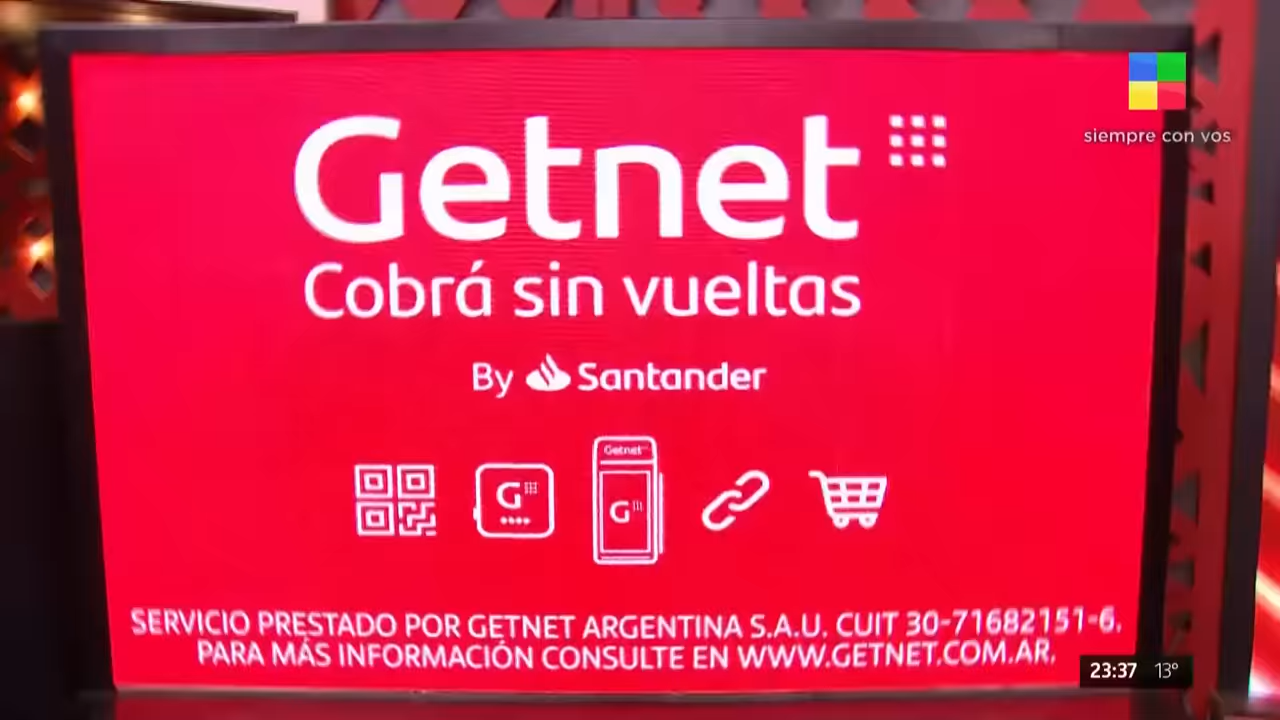 Getnet
siempre con vos
Cobrá sin vueltas
By Santander
Getnet
G
G
SERVICIO PRESTADO POR GETNET ARGENTINA S.A.U. CUIT 30-71682151-6.
PARA MÁS INFORMACIÓN CONSULTE EN WWW.GETNET.COM.AR.
23:37 13°